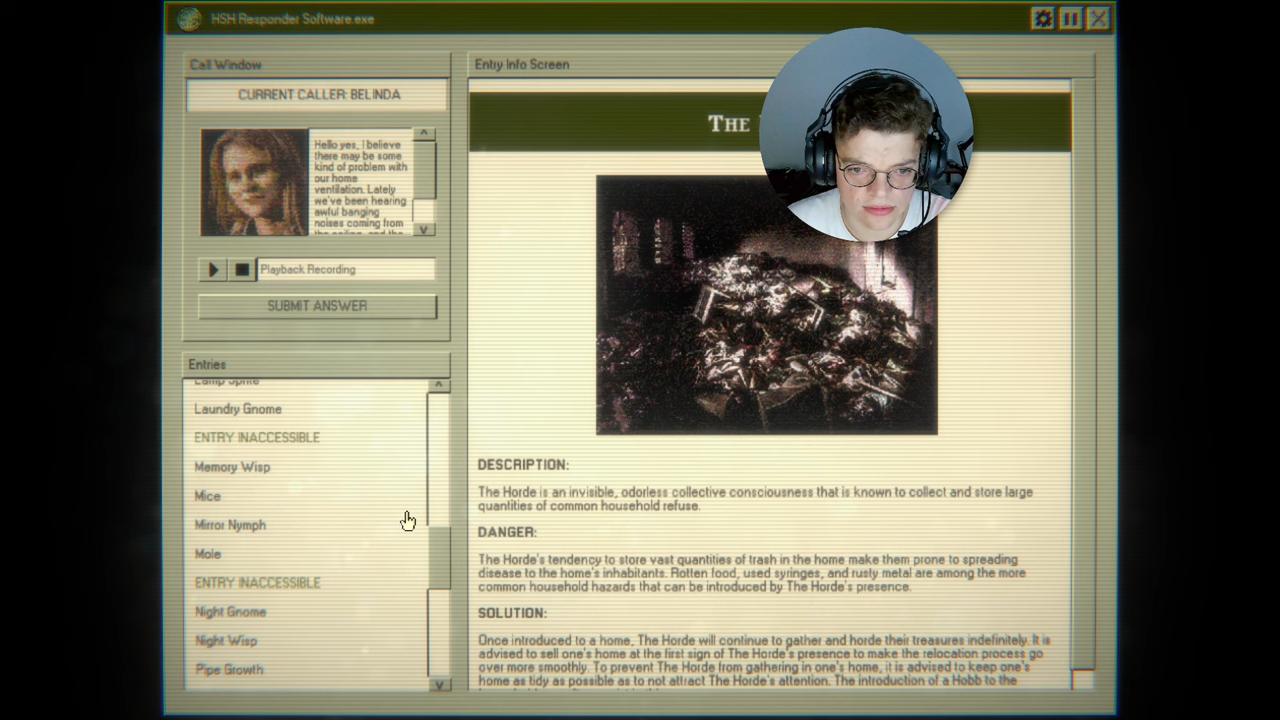 HSH Responder Software.exe
Call Window
CURRENT CALLER: BELINDA
Hello yes, I believe
there may be some
kind of problem with
our home
ventilation. Lately
we've been hearing
awful banging
noises coming from
the ceiling, and the
Playback Recording
SUBMIT ANSWER
Entries
Lamp Sprite
Laundry Gnome
ENTRY INACCESSIBLE
Memory Wisp
Mice
Mirror Nymph
Mole
ENTRY INACCESSIBLE
Night Gnome
Night Wisp
Pipe Growth
Entry Info Screen
THE
DESCRIPTION:
The Horde is an invisible, odorless collective consciousness that is known to collect and store large
quantities of common household refuse.
DANGER:
The Horde's tendency to store vast quantities of trash in the home make them prone to spreading
disease to the home's inhabitants. Rotten food, used syringes, and rusty metal are among the more
common household hazards that can be introduced by The Horde's presence.
SOLUTION:
Once introduced to a home, The Horde will continue to gather and horde their treasures indefinitely. It is
advised to sell one's home at the first sign of The Horde's presence to make the relocation process go
over more smoothly. To prevent The Horde from gathering in one's home, it is advised to keep one's
home as tidy as possible as to not attract The Horde's attention. The introduction of a Hobb to the